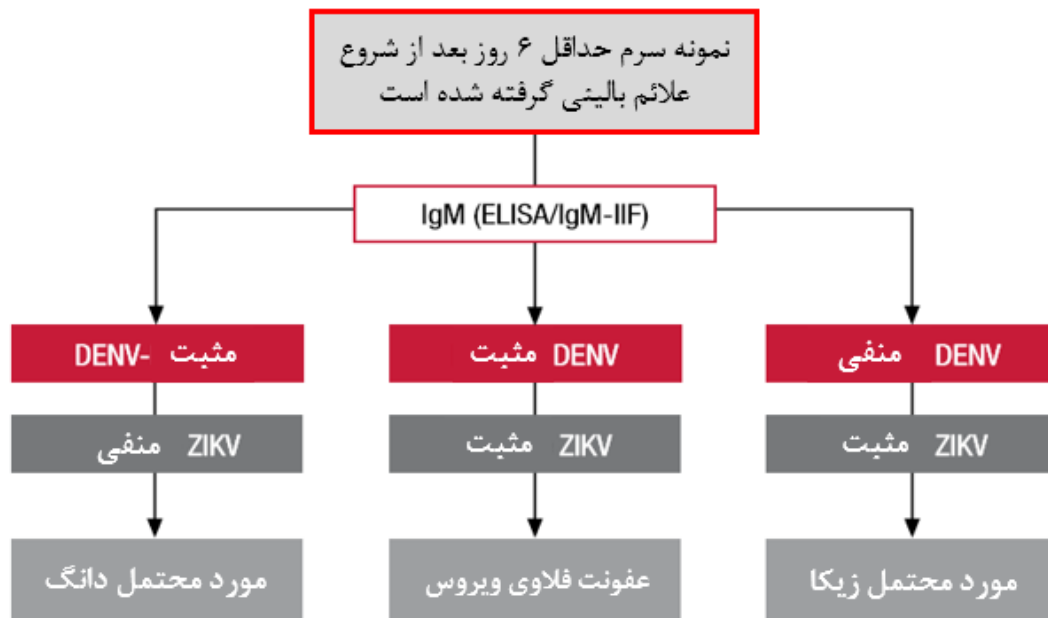 نمونه سرم حداقل ۶ روز بعد از شروع
علائم بالینی گرفته شده است
IgM (ELISA/IgM-IIF)
DENV- مثبت
DENV مثبت
DENV منفی
ZIKV منفی
ZIKV مثبت
ZIKV مثبت
مورد محتمل دانگ
عفونت فلاوی ویروس
مورد محتمل زیکا